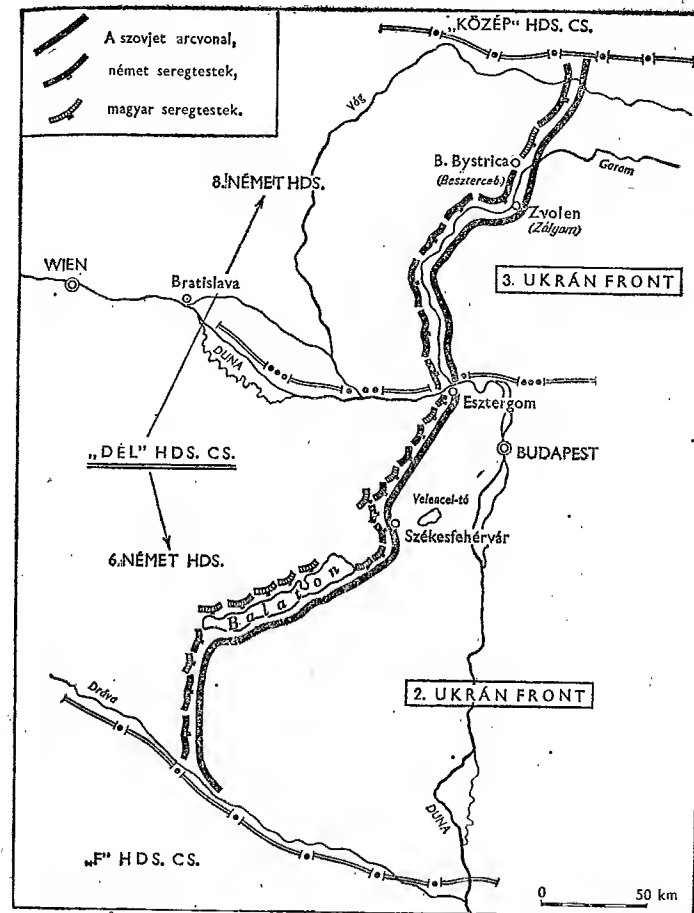 A szovjet arcvonal,
német seregtestek,
magyar seregtestek.
„KÖZÉP" HDS. CS.
Vág
B. Bystrica
(Beszterceb.)
Garam
Zvolen
(Zólyom)
8. NÉMET HDS.
WIEN
Bratislava
3. UKRÁN FRONT
DUNA
Esztergom
„DÉL" HDS. CS.
BUDAPEST
Velencei-tó
Székesfehérvár
6. NÉMET HDS.
Balaton
Dráva
2. UKRÁN FRONT
DUNA
„F" HDS. CS.
0 50 km